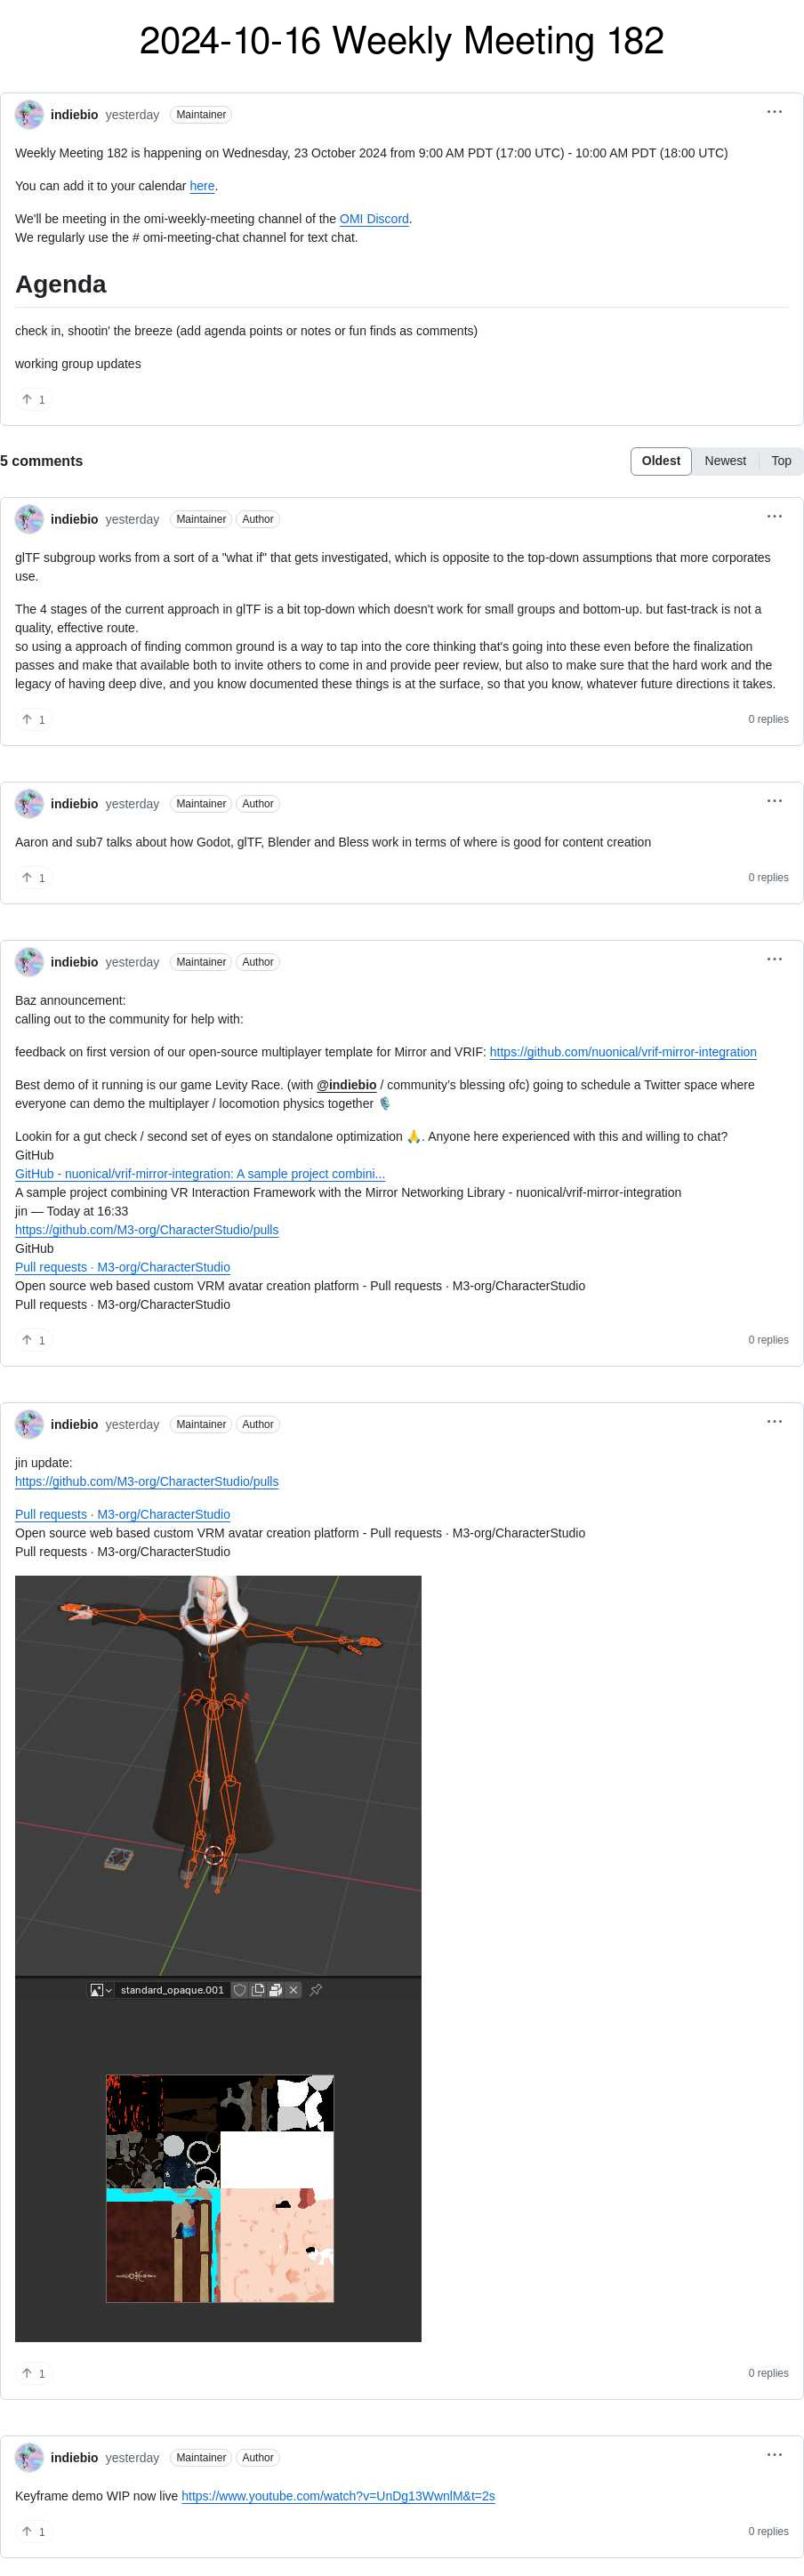 2024-10-16 Weekly Meeting 182
indiebio yesterday Maintainer
Weekly Meeting 182 is happening on Wednesday, 23 October 2024 from 9:00 AM PDT (17:00 UTC) - 10:00 AM PDT (18:00 UTC)
You can add it to your calendar here.
We'll be meeting in the omi-weekly-meeting channel of the OMI Discord.
We regularly use the # omi-meeting-chat channel for text chat.
Agenda
check in, shootin' the breeze (add agenda points or notes or fun finds as comments)
working group updates
1
5 comments
Oldest Newest Top
indiebio yesterday Maintainer Author
glTF subgroup works from a sort of a "what if" that gets investigated, which is opposite to the top-down assumptions that more corporates
use.
The 4 stages of the current approach in glTF is a bit top-down which doesn't work for small groups and bottom-up. but fast-track is not a
quality, effective route.
so using a approach of finding common ground is a way to tap into the core thinking that's going into these even before the finalization
passes and make that available both to invite others to come in and provide peer review, but also to make sure that the hard work and the
legacy of having deep dive, and you know documented these things is at the surface, so that you know, whatever future directions it takes.
1 0 replies
indiebio yesterday Maintainer Author
Aaron and sub7 talks about how Godot, glTF, Blender and Bless work in terms of where is good for content creation
1 0 replies
indiebio yesterday Maintainer Author
Baz announcement:
calling out to the community for help with:
feedback on first version of our open-source multiplayer template for Mirror and VRIF: https://github.com/nuonical/vrif-mirror-integration
Best demo of it running is our game Levity Race. (with @indiebio / community's blessing ofc) going to schedule a Twitter space where
everyone can demo the multiplayer / locomotion physics together 🎙️
Lookin for a gut check / second set of eyes on standalone optimization 🙏. Anyone here experienced with this and willing to chat?
GitHub
GitHub - nuonical/vrif-mirror-integration: A sample project combini...
A sample project combining VR Interaction Framework with the Mirror Networking Library - nuonical/vrif-mirror-integration
jin — Today at 16:33
https://github.com/M3-org/CharacterStudio/pulls
GitHub
Pull requests · M3-org/CharacterStudio
Open source web based custom VRM avatar creation platform - Pull requests · M3-org/CharacterStudio
Pull requests · M3-org/CharacterStudio
1 0 replies
indiebio yesterday Maintainer Author
jin update:
https://github.com/M3-org/CharacterStudio/pulls
Pull requests · M3-org/CharacterStudio
Open source web based custom VRM avatar creation platform - Pull requests · M3-org/CharacterStudio
Pull requests · M3-org/CharacterStudio
standard_opaque.001
1 0 replies
indiebio yesterday Maintainer Author
Keyframe demo WIP now live https://www.youtube.com/watch?v=UnDg13WwnlM&t=2s
1 0 replies